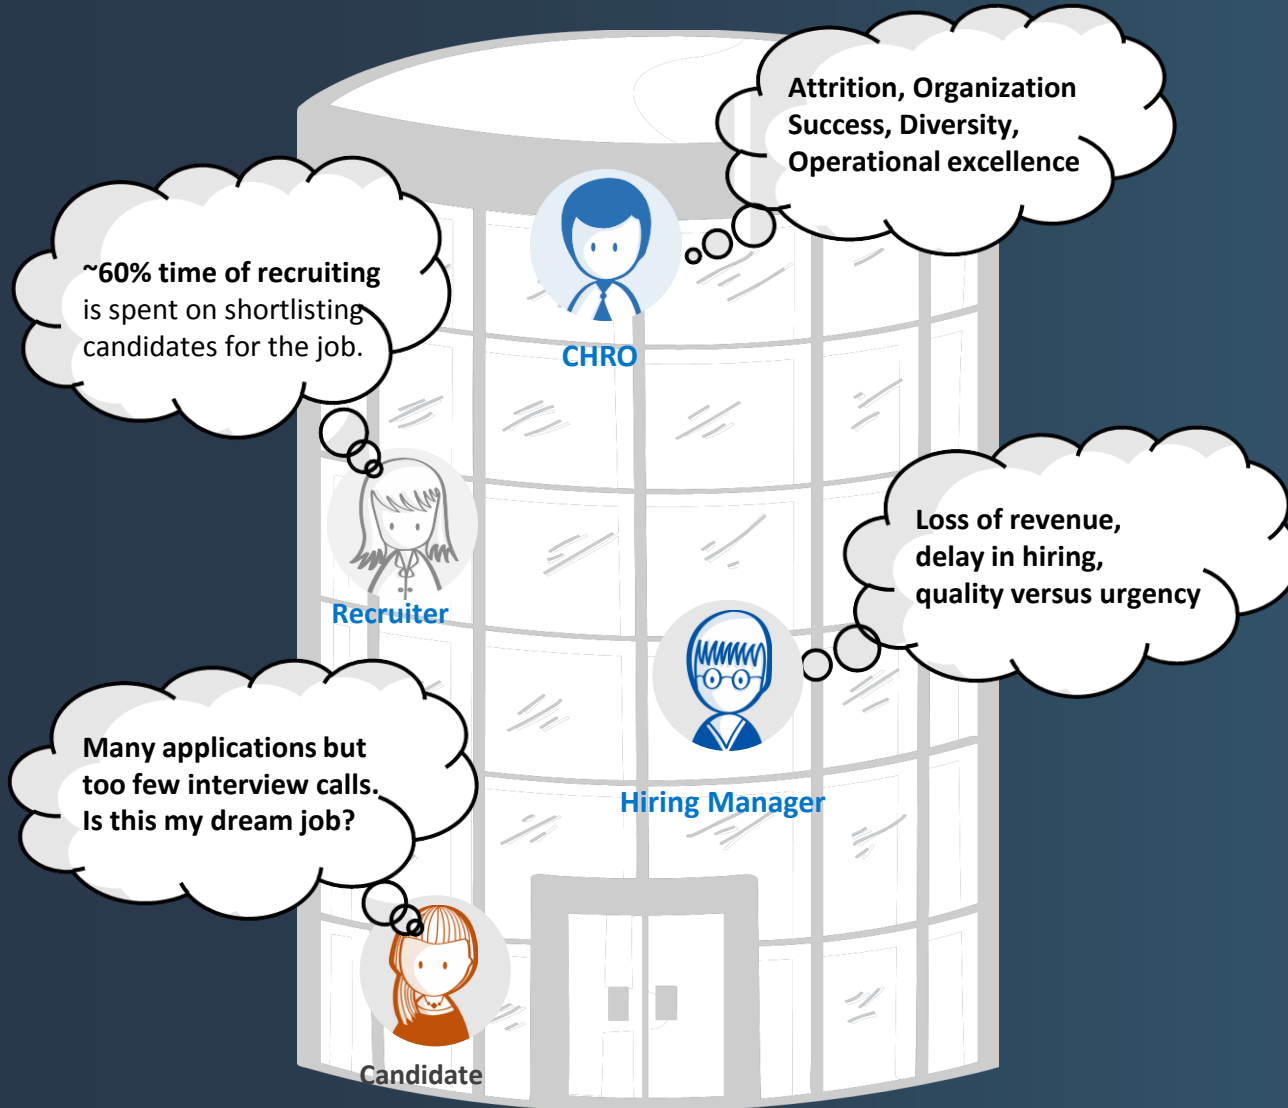 Attrition, Organization
Success, Diversity,
Operational excellence
CHRO
~60% time of recruiting
is spent on shortlisting
candidates for the job.
Recruiter
Loss of revenue,
delay in hiring,
quality versus urgency
Hiring Manager
Many applications but
too few interview calls.
Is this my dream job?
Candidate